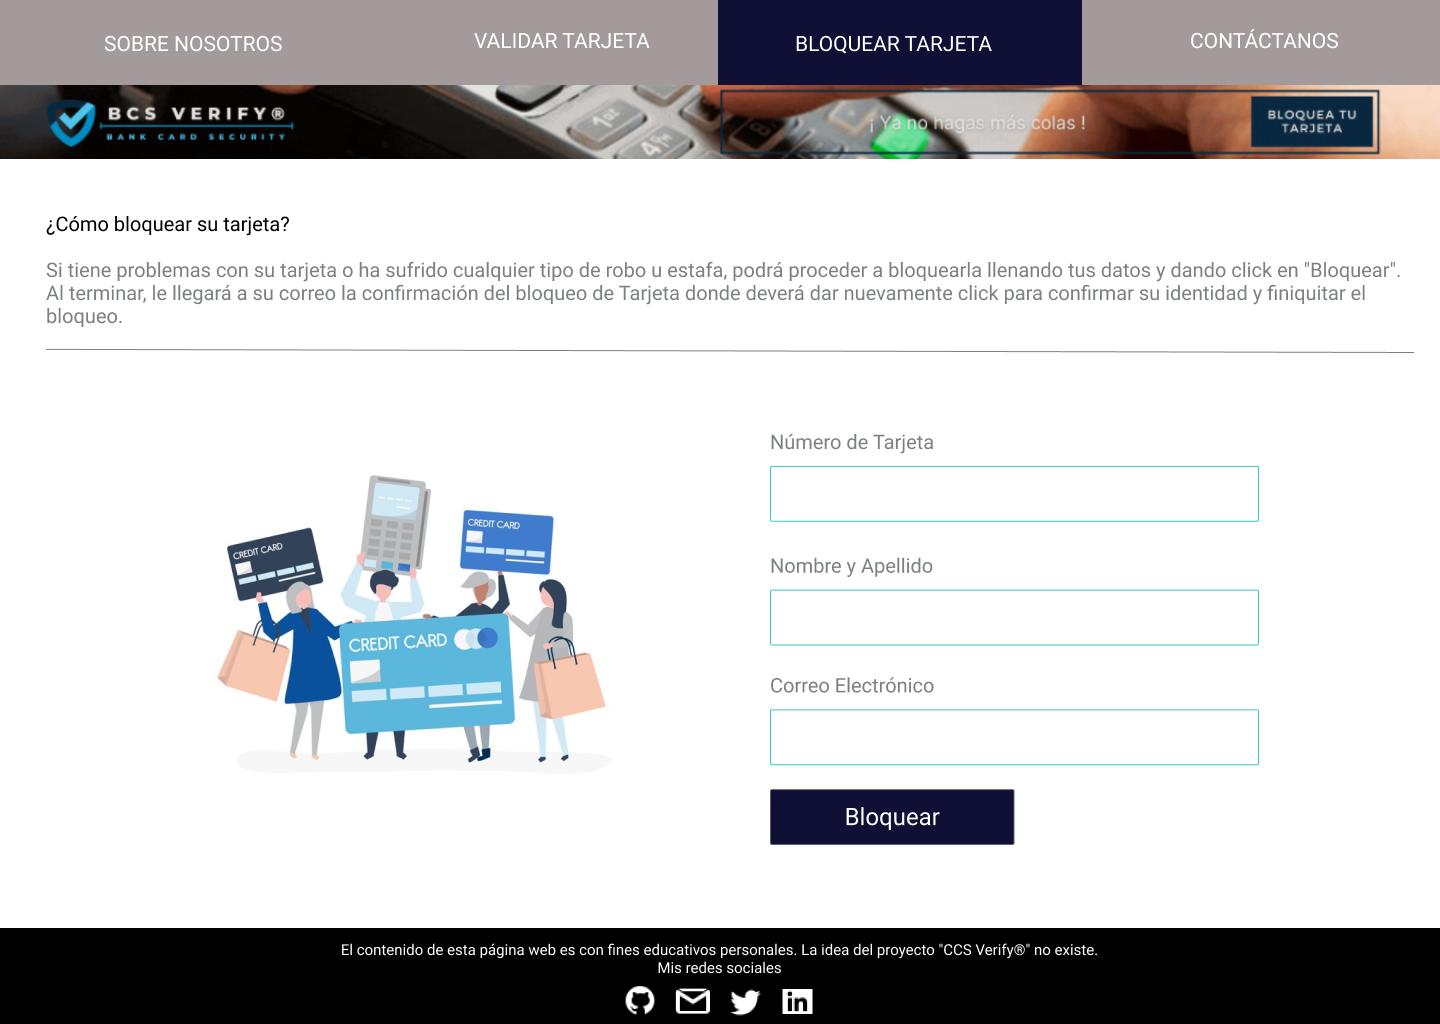 SOBRE NOSOTROS
VALIDAR TARJETA
BLOQUEAR TARJETA
CONTÁCTANOS
BCS VERIFY®
BANK CARD SECURITY
1QZ
4
¡ Ya no hagas más colas !
BLOQUEA TU
TARJETA
¿Cómo bloquear su tarjeta?
Si tiene problemas con su tarjeta o ha sufrido cualquier tipo de robo u estafa, podrá proceder a bloquearla llenando tus datos y dando click en "Bloquear".
Al terminar, le llegará a su correo la confirmación del bloqueo de Tarjeta donde deverá dar nuevamente click para confirmar su identidad y finiquitar el
bloqueo.
CREDIT CARD
CREDIT CARD
CREDIT CARD
Número de Tarjeta
Nombre y Apellido
Correo Electrónico
Bloquear
El contenido de esta página web es con fines educativos personales. La idea del proyecto "CCS Verify®" no existe.
Mis redes sociales
in